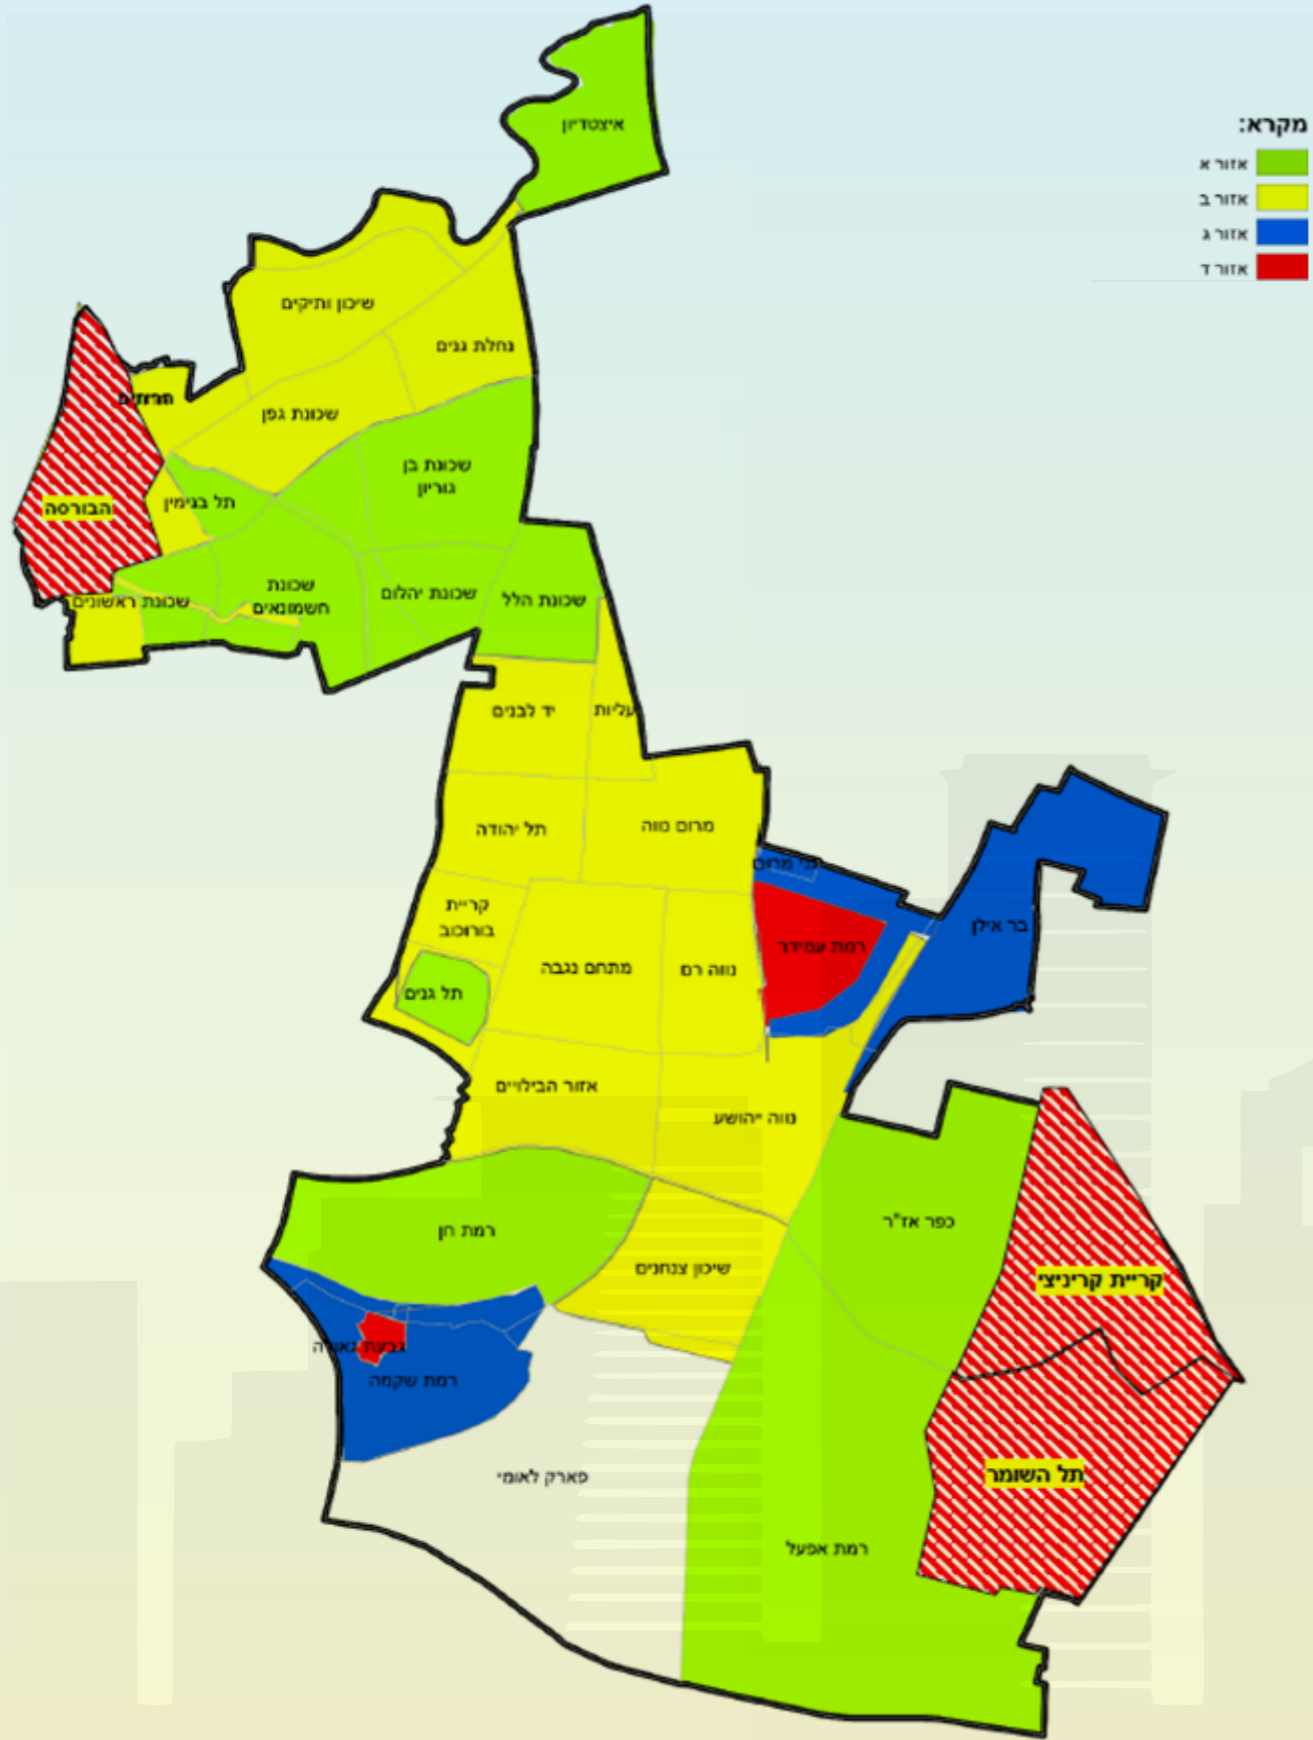 מקרא:
אזור א
אזור ב
אזור ג
אזור ד
איצטדיון
שיכון ותיקים
נחלת גנים
שכונת גפן
שכונת בן
גוריון
תל בנימין
הבורסה
שכונת ראשונים
שכונת
חשמונאים
שכונת יהלום
שכונת הלל
יד לבנים
עליות
תל יהודה
מרום נווה
בר אילן
קריית
בורוכוב
רמת עמידר
מתחם נגבה
נווה רם
תל גנים
אזור הבילויים
נווה יהושע
רמת חן
כפר אז"ר
שיכון צנחנים
קריית קריניצי
גבעת גאולה
רמת שקמה
פארק לאומי
תל השומר
רמת אפעל